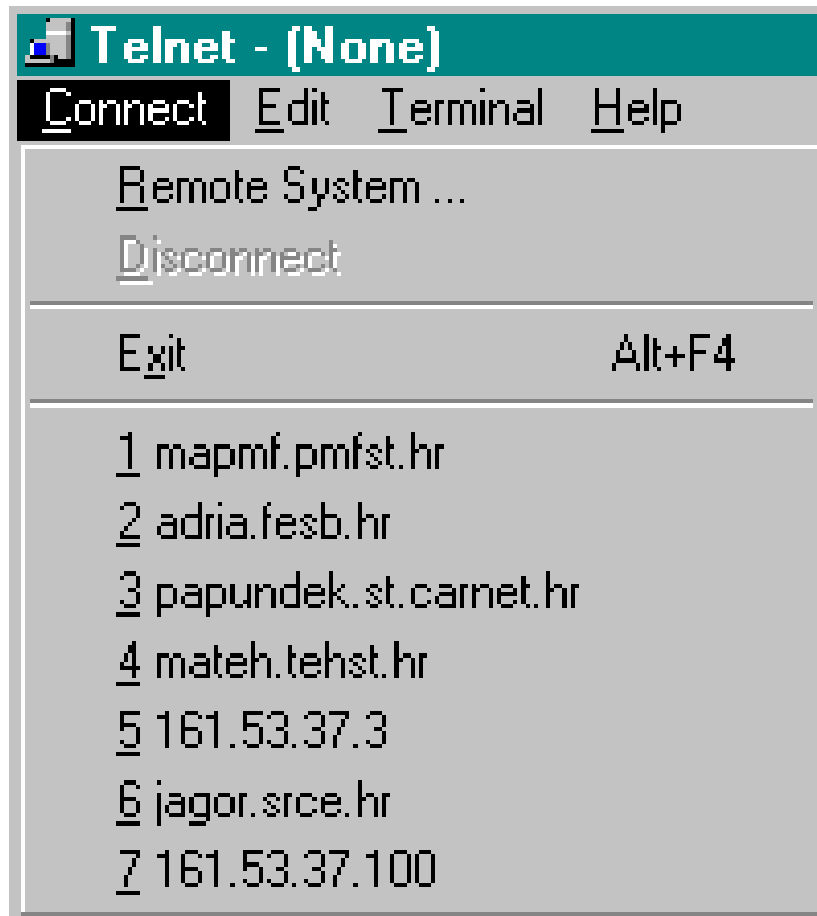 Telnet - (None)
Connect Edit Terminal Help
Remote System ...
Disconnect
Exit Alt+F4
1 mapmf.pmfst.hr
2 adria.fesb.hr
3 papundek.st.carnet.hr
4 mateh.tehst.hr
5 161.53.37.3
6 jagor.srce.hr
7 161.53.37.100